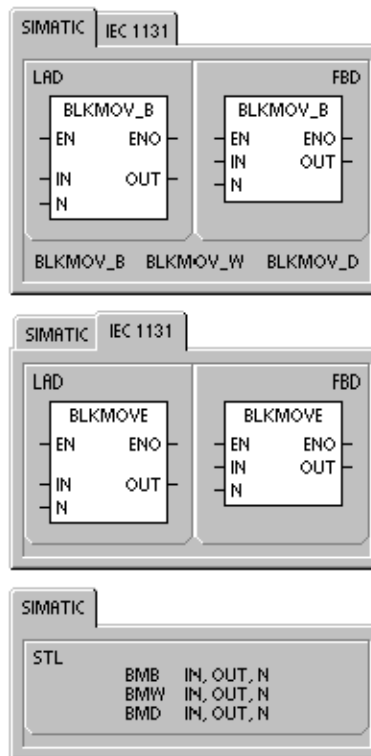 SIMATIC IEC 1131
LAD FBD
BLKMOV_B BLKMOV_B
EN ENO EN ENO
IN OUT IN OUT
N N
BLKMOV_B BLKMOV_W BLKMOV_D
SIMATIC IEC 1131
LAD FBD
BLKMOVE BLKMOVE
EN ENO EN ENO
IN OUT IN OUT
N N
SIMATIC
STL
BMB IN, OUT, N
BMW IN, OUT, N
BMD IN, OUT, N